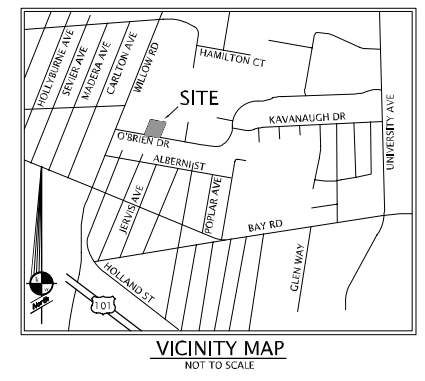 HOLLYBURNE AVE
SEVIER AVE
MADERA AVE
CARLTON AVE
WILLOW RD
HAMILTON CT
SITE
KAVANAUGH DR
UNIVERSITY AVE
O'BRIEN DR
ALBERNI ST
JERVIS AVE
POPLAR AVE
BAY RD
GLEN WAY
HOLLAND ST
North
101
VICINITY MAP
NOT TO SCALE